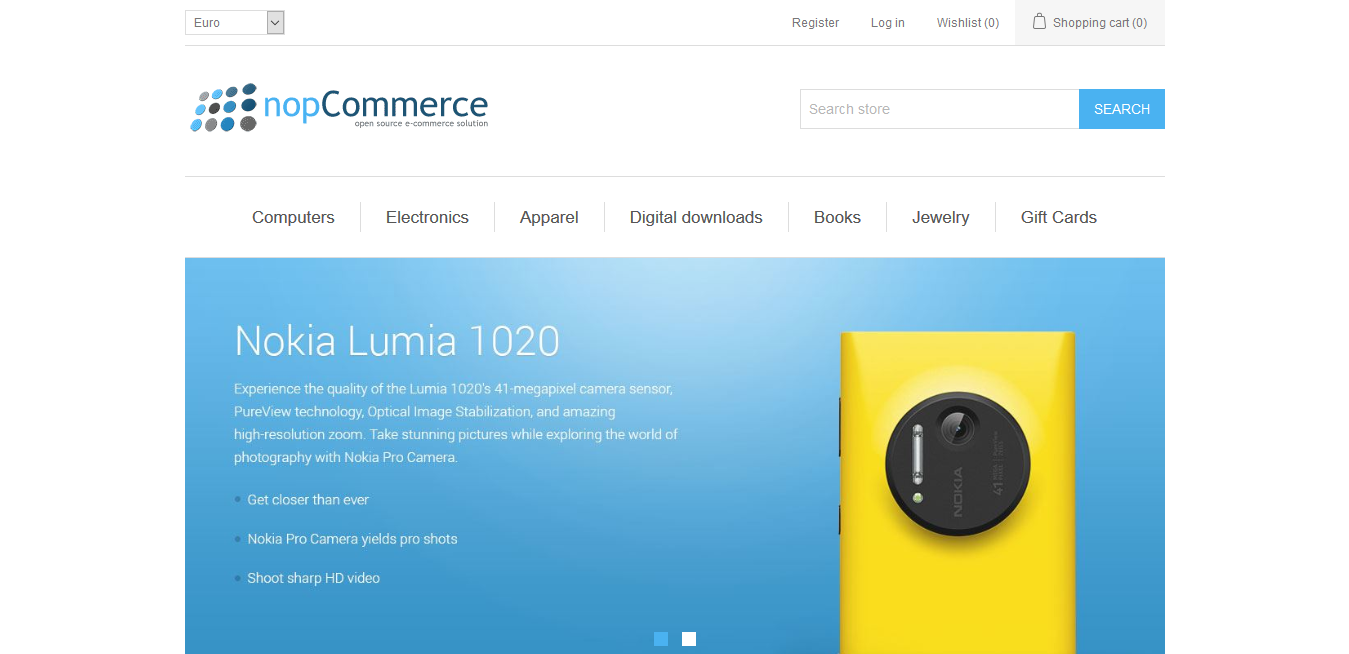 Euro
Register
Log in
Wishlist (0)
Shopping cart (0)
nopCommerce
open source e-commerce solution
Search store
SEARCH
Computers
Electronics
Apparel
Digital downloads
Books
Jewelry
Gift Cards
Nokia Lumia 1020
Experience the quality of the Lumia 1020's 41-megapixel camera sensor,
PureView technology, Optical Image Stabilization, and amazing
high-resolution zoom. Take stunning pictures while exploring the world of
photography with Nokia Pro Camera.
Get closer than ever
Nokia Pro Camera yields pro shots
Shoot sharp HD video
NOKIA
41